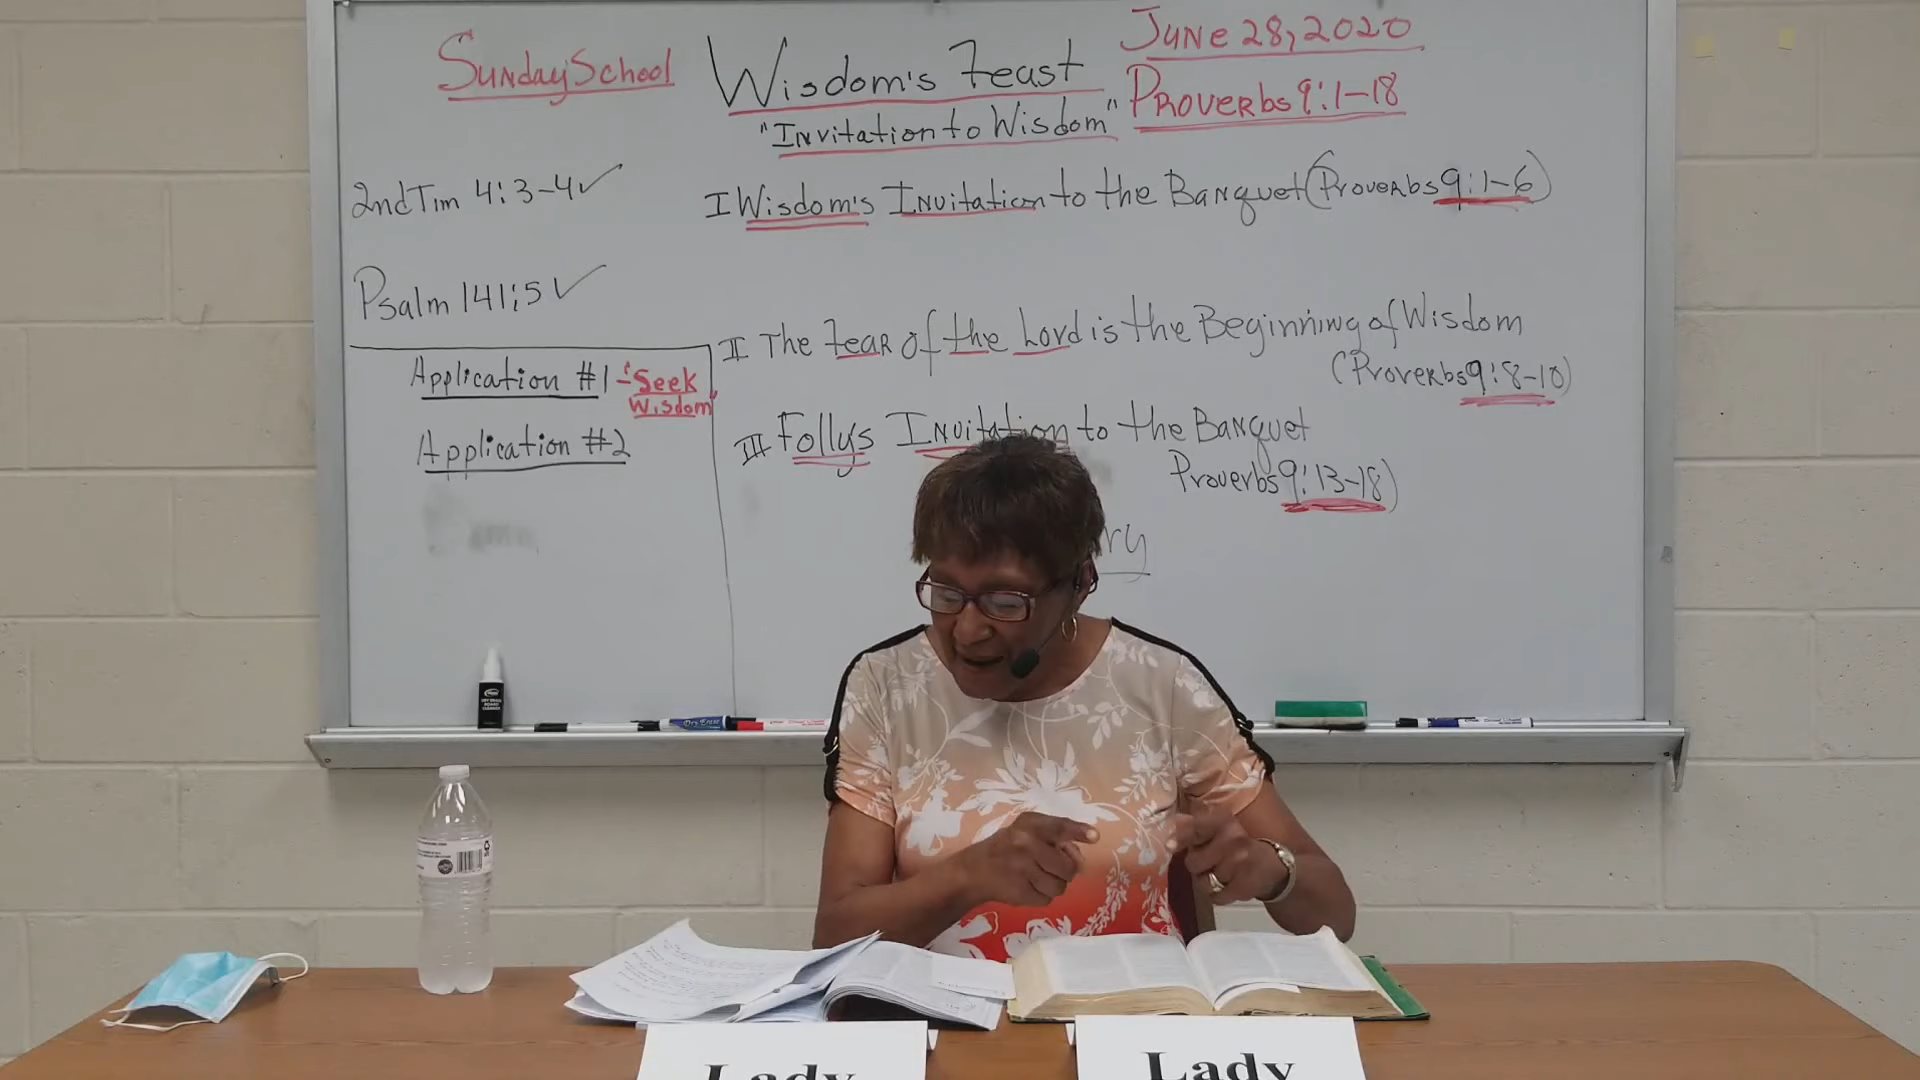 Sunday School
Wisdom's Feast
June 28, 2020
"Invitation to Wisdom"
Proverbs 9:1-18
2nd Tim 4:3-4 ✓
I Wisdom's Invitation to the Banquet (Proverbs 9:1-6)
Psalm 141:5 ✓
II The Fear of the Lord is the Beginning of Wisdom
(Proverbs 9:8-10)
Application #1 - "Seek
Wisdom"
Application #2
III Follys Invitation to the Banquet
Proverbs 9:13-18)
ry
Lady
Lady